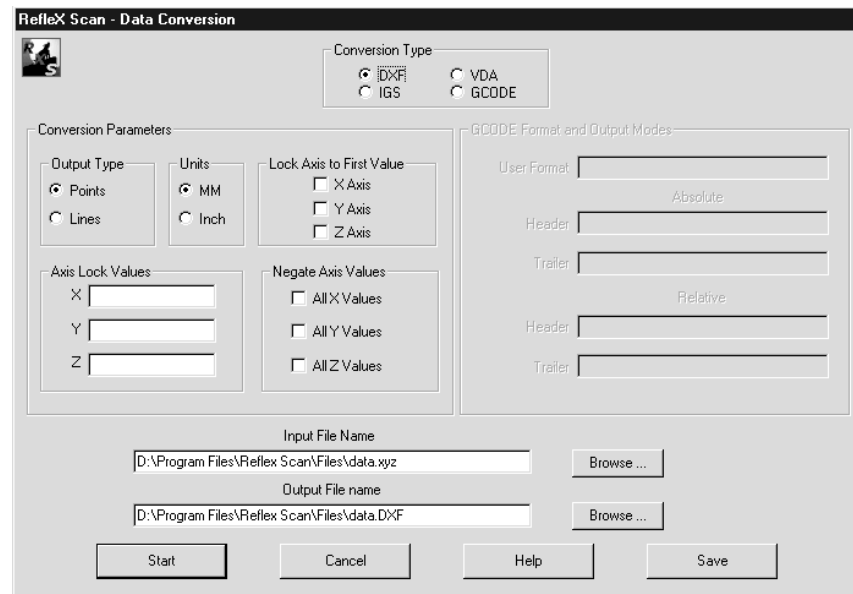 RefleX Scan - Data Conversion
R
S
Conversion Type
DXF VDA
IGS GCODE
Conversion Parameters
Output Type
Points
Lines
Units
MM
Inch
Lock Axis to First Value
X Axis
Y Axis
Z Axis
Axis Lock Values
X
Y
Z
Negate Axis Values
All X Values
All Y Values
All Z Values
GCODE Format and Output Modes
User Format
Absolute
Header
Trailer
Relative
Header
Trailer
Input File Name
D:\Program Files\Reflex Scan\Files\data.xyz Browse ...
Output File name
D:\Program Files\Reflex Scan\Files\data.DXF Browse ...
Start Cancel Help Save